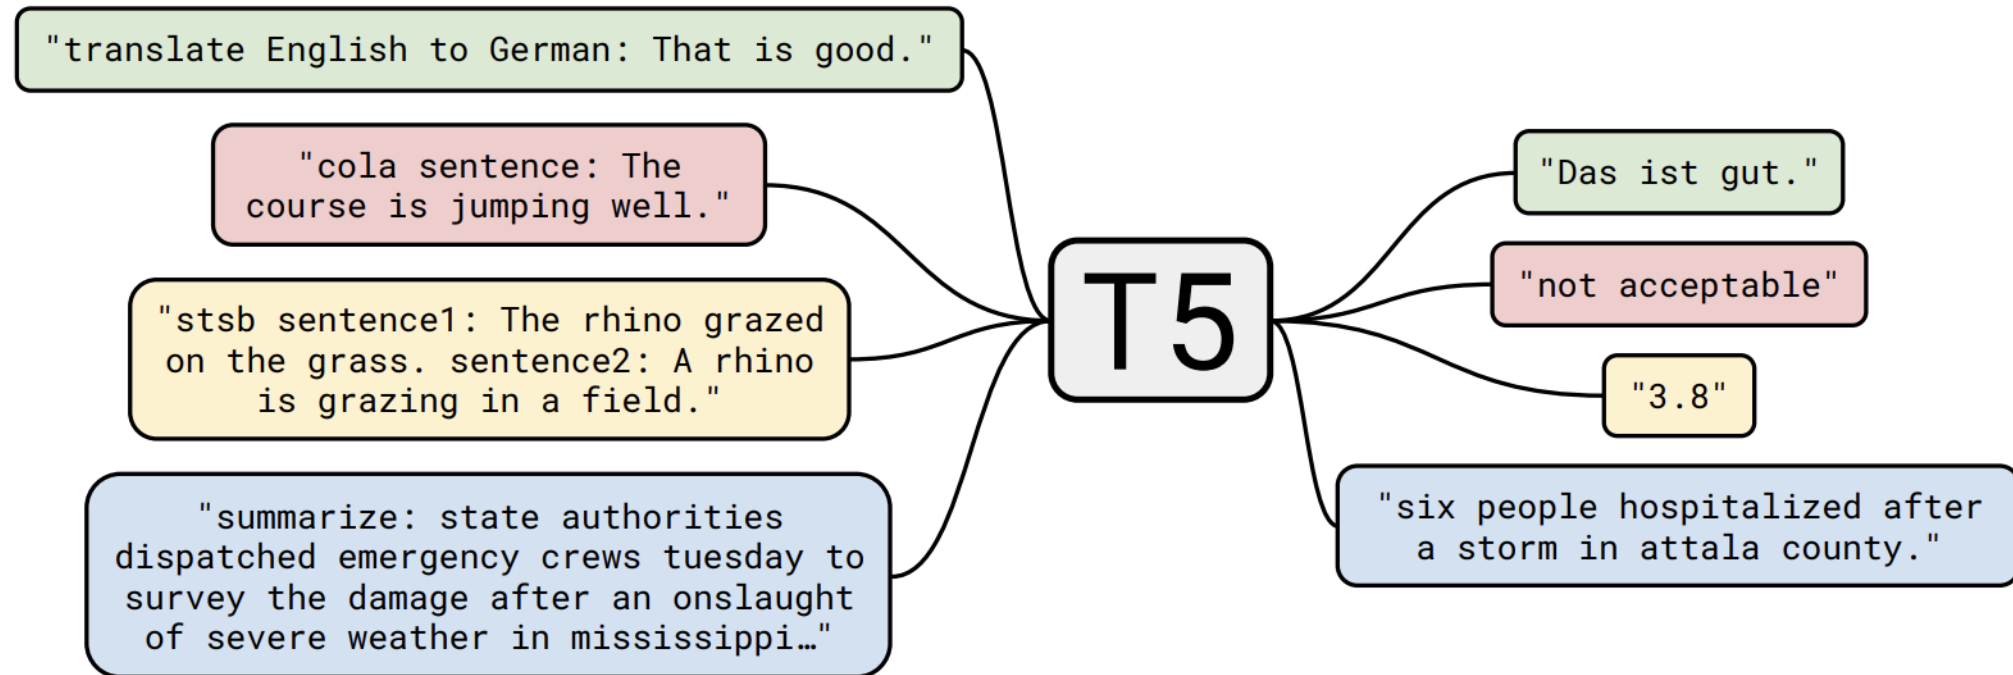 "translate English to German: That is good."
"cola sentence: The
course is jumping well."
"stsb sentence1: The rhino grazed
on the grass. sentence2: A rhino
is grazing in a field."
"summarize: state authorities
dispatched emergency crews tuesday to
survey the damage after an onslaught
of severe weather in mississippi…"
T5
"Das ist gut."
"not acceptable"
"3.8"
"six people hospitalized after
a storm in attala county."